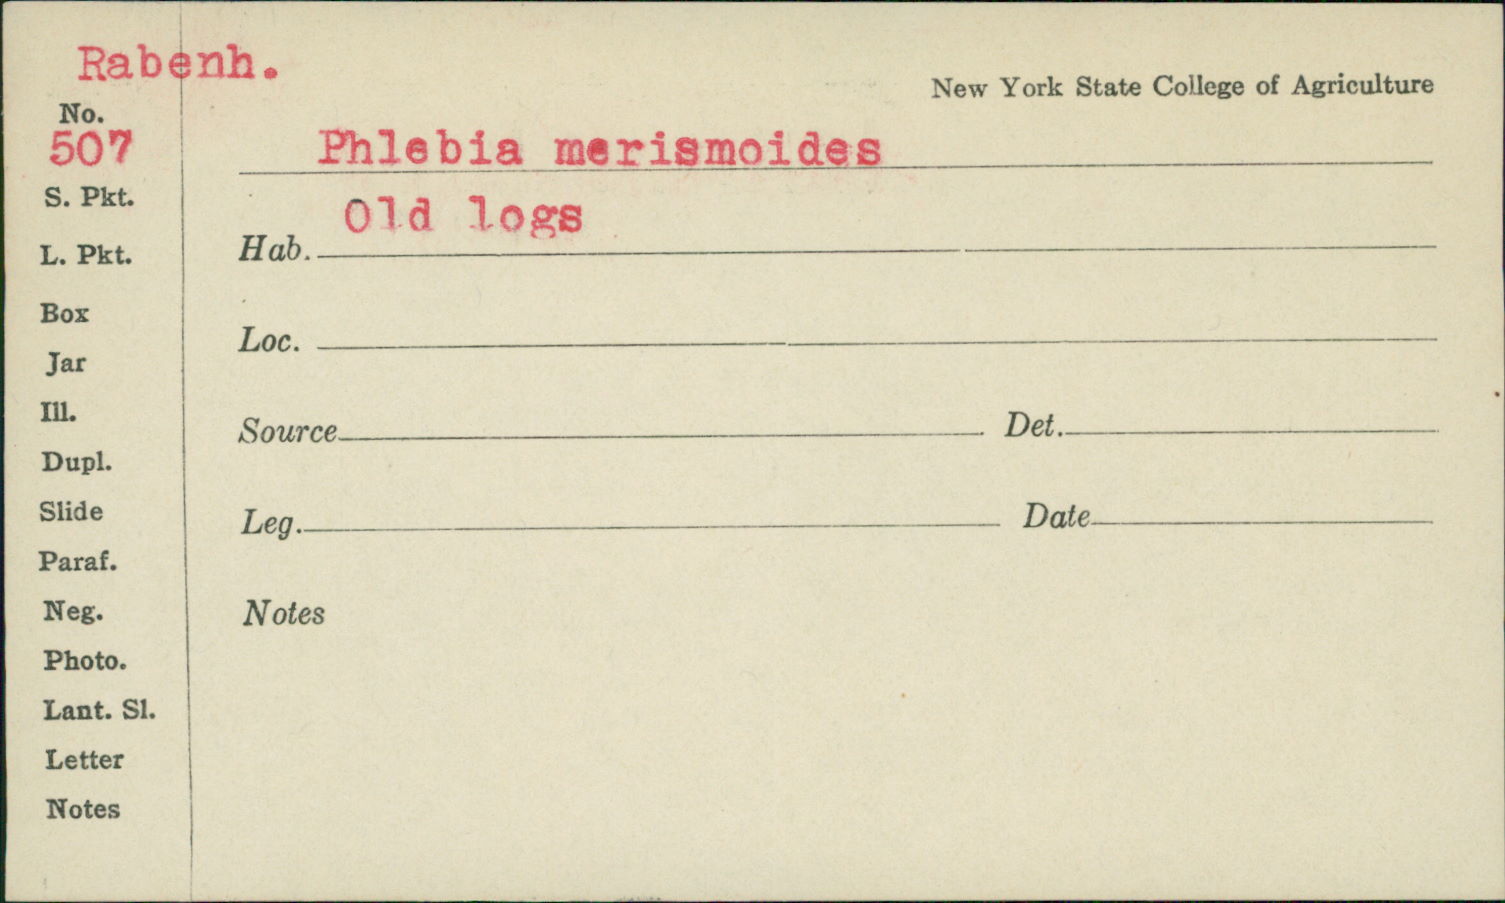 Rabenh.
New York State College of Agriculture
No.
507
Phlebia merismoides
S. Pkt.
Old logs
Hab.
L. Pkt.
Box
Loc.
Jar
Ill.
Source Det.
Dupl.
Slide
Leg. Date
Paraf.
Neg.
Notes
Photo.
Lant. Sl.
Letter
Notes